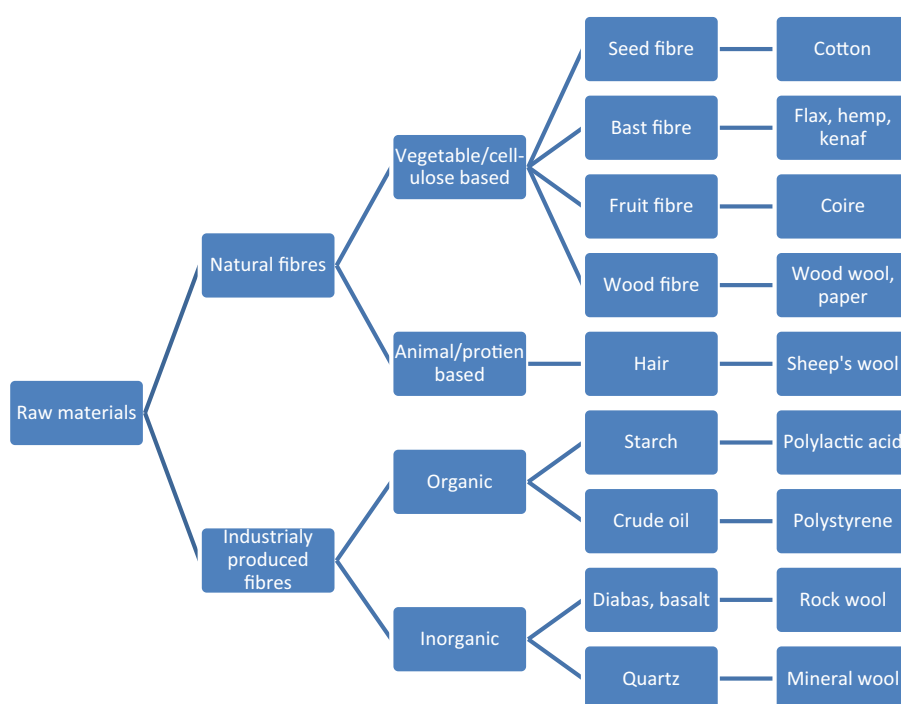 Seed fibre
Cotton
Bast fibre
Flax, hemp,
kenaf
Vegetable/cell-
ulose based
Fruit fibre
Coire
Natural fibres
Wood fibre
Wood wool,
paper
Animal/protien
based
Hair
Sheep's wool
Raw materials
Starch
Polylactic acid
Organic
Crude oil
Polystyrene
Industrialy
produced
fibres
Diabas, basalt
Rock wool
Inorganic
Quartz
Mineral wool